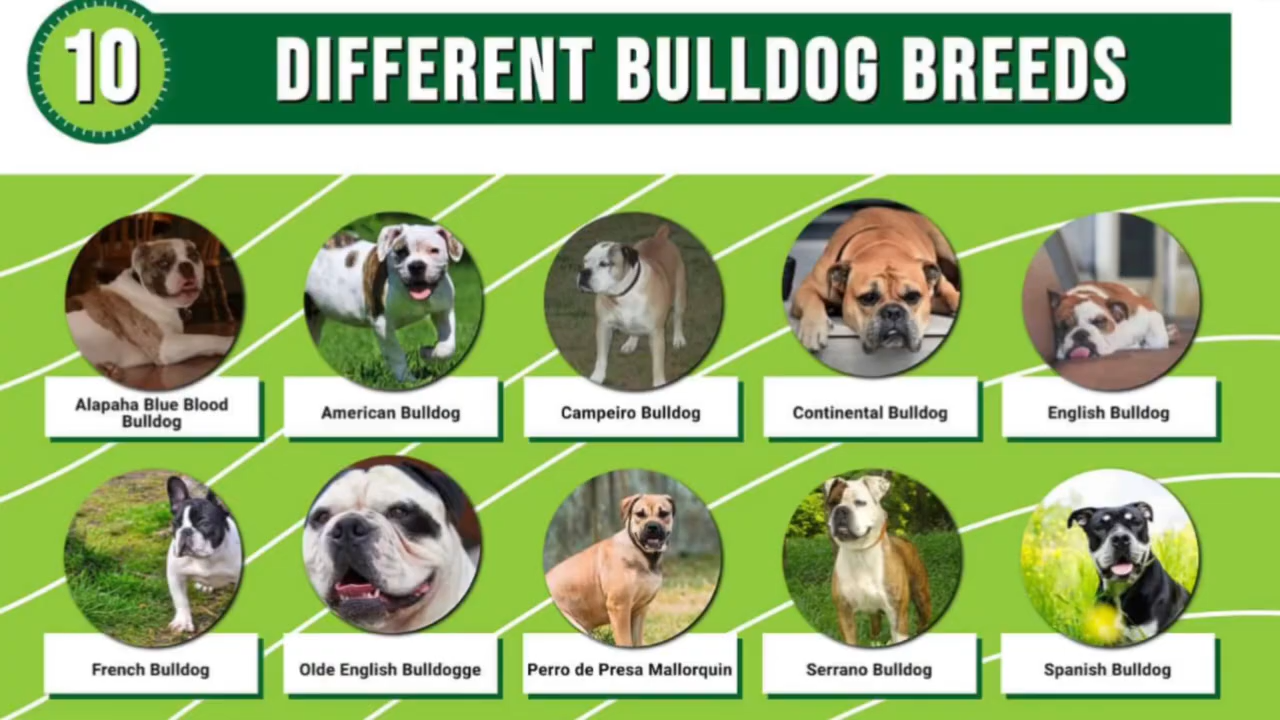 10
DIFFERENT BULLDOG BREEDS
Alapaha Blue Blood
Bulldog
American Bulldog
Campeiro Bulldog
Continental Bulldog
English Bulldog
French Bulldog
Olde English Bulldogge
Perro de Presa Mallorquin
Serrano Bulldog
Spanish Bulldog